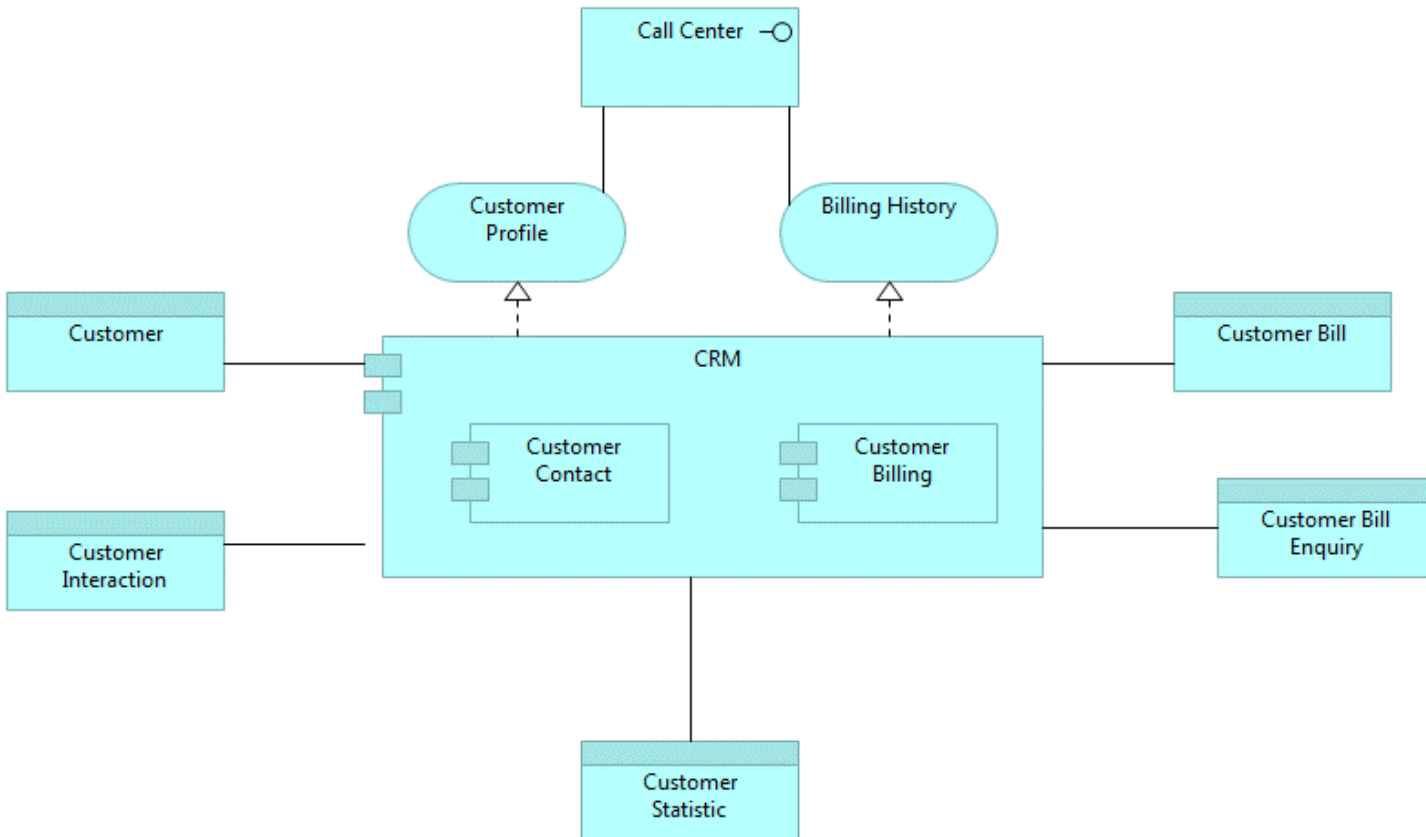 Call Center
Customer
Profile
Billing History
Customer
CRM
Customer Bill
Customer
Contact
Customer
Billing
Customer
Interaction
Customer Bill
Enquiry
Customer
Statistic